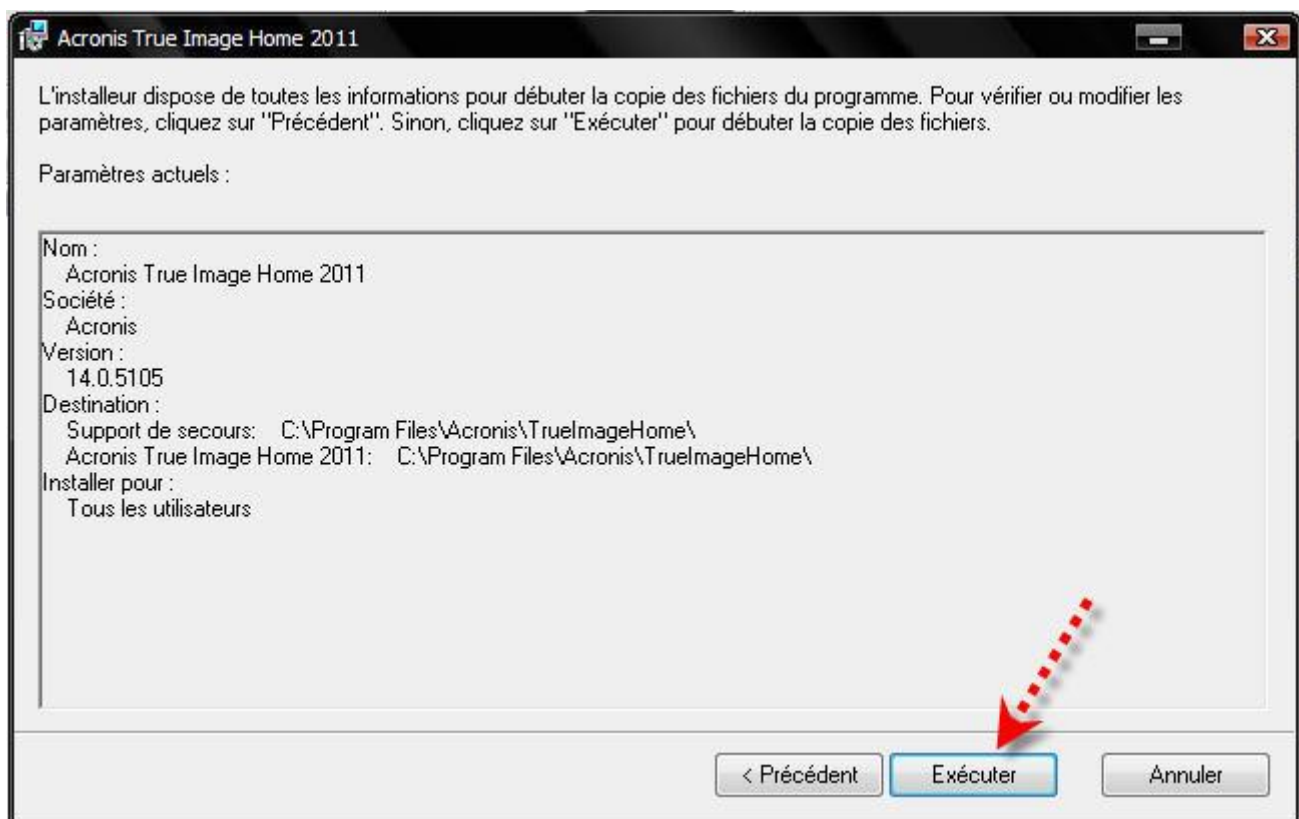 Acronis True Image Home 2011
L'installeur dispose de toutes les informations pour débuter la copie des fichiers du programme. Pour vérifier ou modifier les
paramètres, cliquez sur "Précédent". Sinon, cliquez sur "Exécuter" pour débuter la copie des fichiers.
Paramètres actuels :
Nom :
Acronis True Image Home 2011
Société :
Acronis
Version :
14.0.5105
Destination :
Support de secours: C:\Program Files\Acronis\TrueImageHome\
Acronis True Image Home 2011: C:\Program Files\Acronis\TrueImageHome\
Installer pour :
Tous les utilisateurs
< Précédent Exécuter Annuler